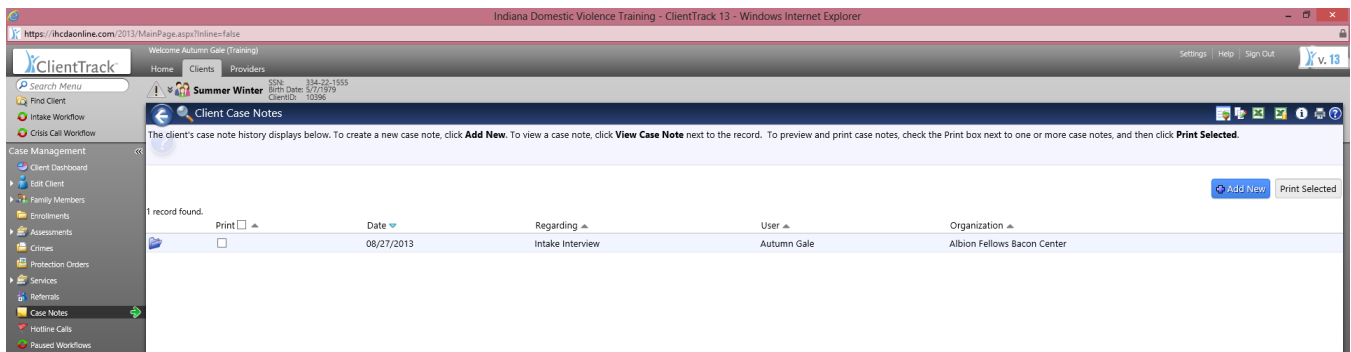 Indiana Domestic Violence Training - ClientTrack 13 - Windows Internet Explorer
https://ihcdaonline.com/2013/MainPage.aspx?Inline=false
ClientTrack
Welcome Autumn Gale (Training)
Settings | Help | Sign Out
v. 13
Home Clients Providers
Search Menu
Find Client
Intake Workflow
Crisis Call Workflow
Case Management
Client Dashboard
Edit Client
Family Members
Enrollments
Assessments
Crimes
Protection Orders
Services
Referrals
Case Notes
Hotline Calls
Paused Workflows
Summer Winter
SSN: 334-22-1555
Birth Date: 5/7/1979
ClientID: 10396
Client Case Notes
The client's case note history displays below. To create a new case note, click Add New. To view a case note, click View Case Note next to the record. To preview and print case notes, check the Print box next to one or more case notes, and then click Print Selected.
Add New Print Selected
1 record found.
Print Date Regarding User Organization
08/27/2013 Intake Interview Autumn Gale Albion Fellows Bacon Center